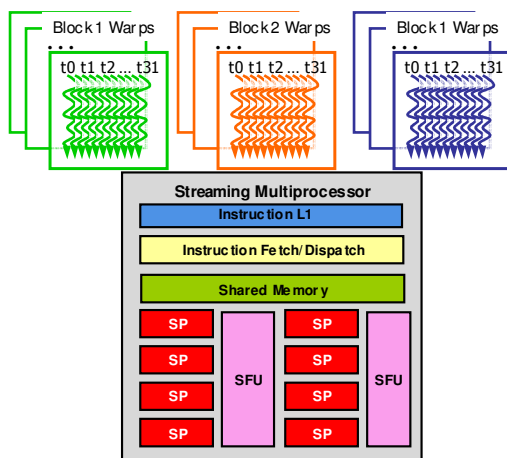 Block 1 Warps
Block 2 Warps
Block 1 Warps
...
...
...
t0 t1 t2 ... t31
t0 t1 t2 ... t31
t0 t1 t2 ... t31
Streaming Multiprocessor
Instruction L1
Instruction Fetch/Dispatch
Shared Memory
SP
SP
SP
SP
SFU
SP
SP
SP
SP
SFU